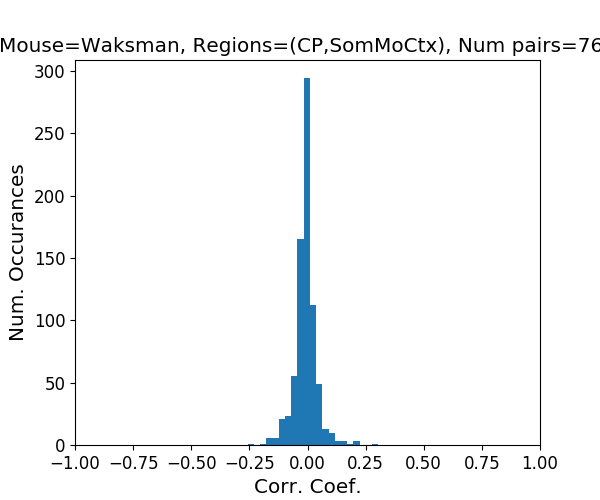 Mouse=Waksman, Regions=(CP,SomMoCtx), Num pairs=76
300
250
200
150
100
50
0
Num. Occurances
−1.00 −0.75 −0.50 −0.25 0.00 0.25 0.50 0.75 1.00
Corr. Coef.